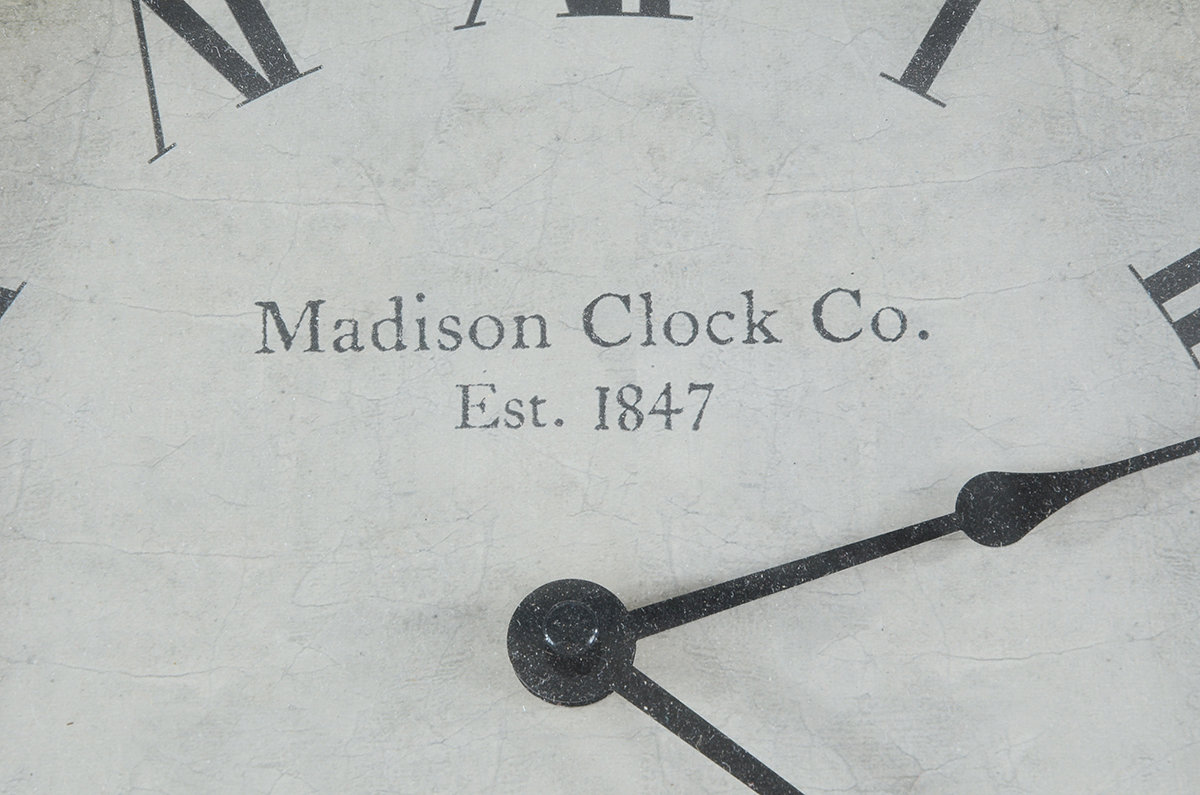 Madison Clock Co.
Est. 1847